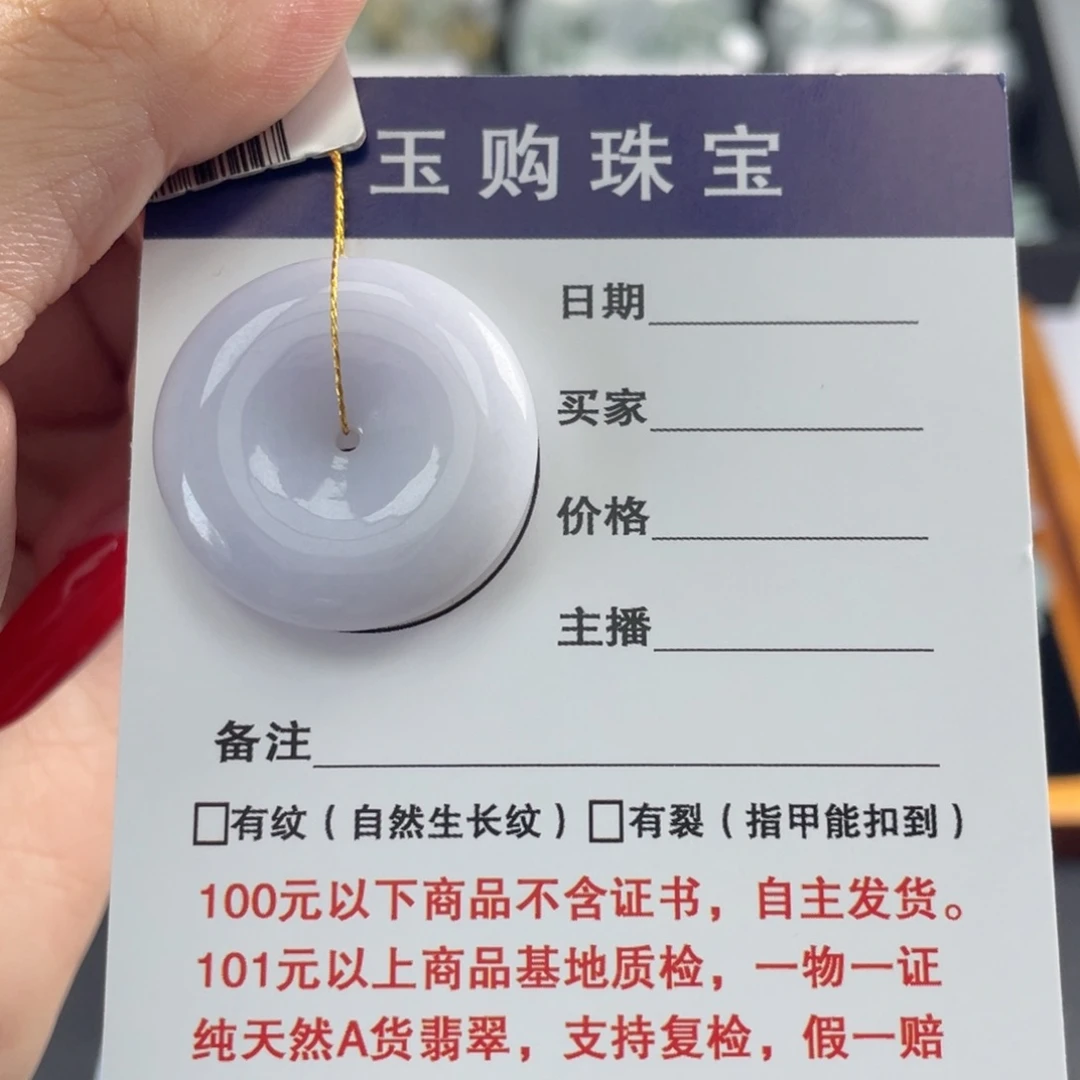 玉购珠宝
日期
买家
价格
主播
备注
□有纹（自然生长纹）□有裂（指甲能扣到）
100元以下商品不含证书，自主发货。
101元以上商品基地质检，一物一证
纯天然A货翡翠，支持复检，假一赔